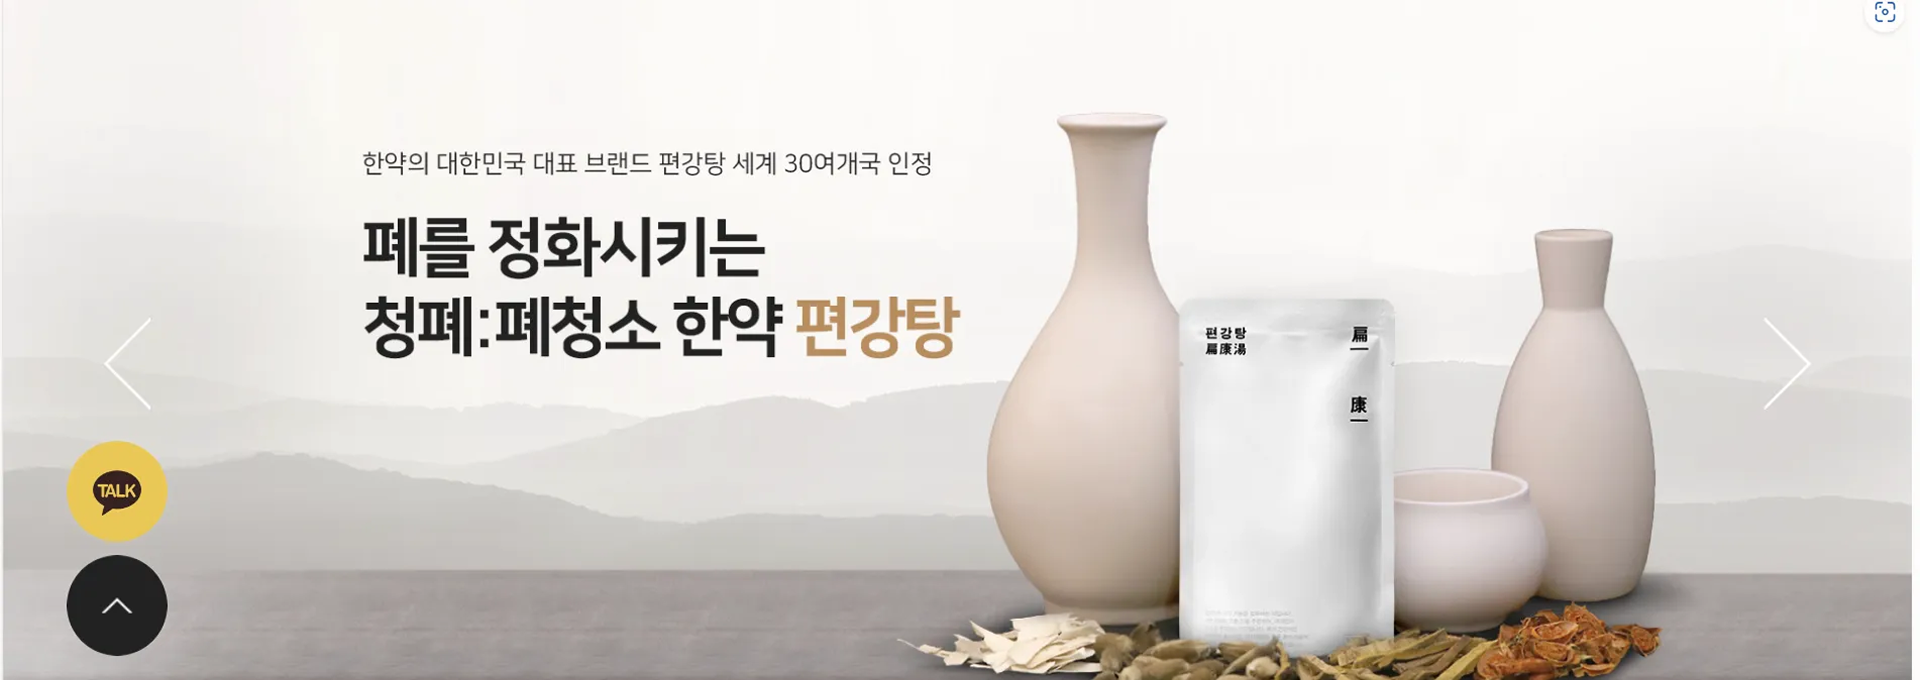 한약의 대한민국 대표 브랜드 편강탕 세계 30여개국 인정
폐를 정화시키는
청폐:폐청소 한약 편강탕
편강탕
扁康湯
扁
康
TALK